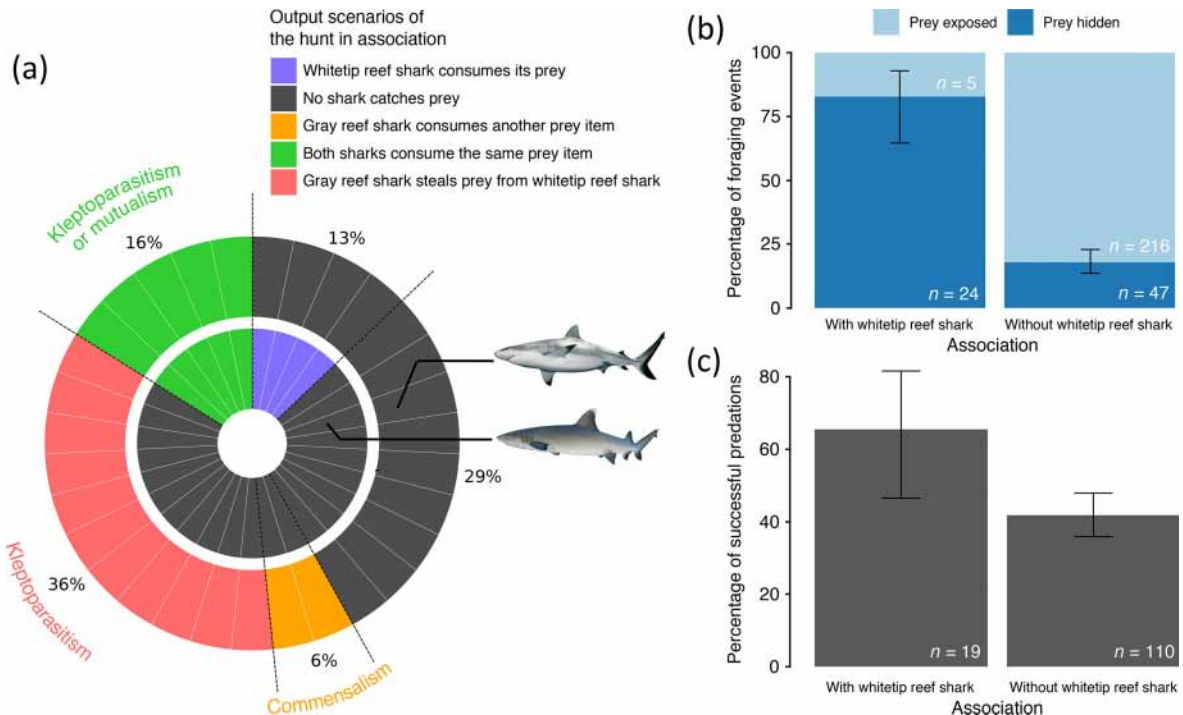 (a)
Output scenarios of
the hunt in association
Whitetip reef shark consumes its prey
No shark catches prey
Gray reef shark consumes another prey item
Both sharks consume the same prey item
Gray reef shark steals prey from whitetip reef shark
Kleptoparasitism
or mutualism
16%
13%
29%
36%
6%
Kleptoparasitism
Commensalism
(b)
Prey exposed
Prey hidden
Percentage of foraging events
100
75
50
25
0
n = 5
n = 24
n = 216
n = 47
With whitetip reef shark
Without whitetip reef shark
Association
(c)
Percentage of successful predations
80
60
40
20
0
n = 19
n = 110
With whitetip reef shark
Without whitetip reef shark
Association